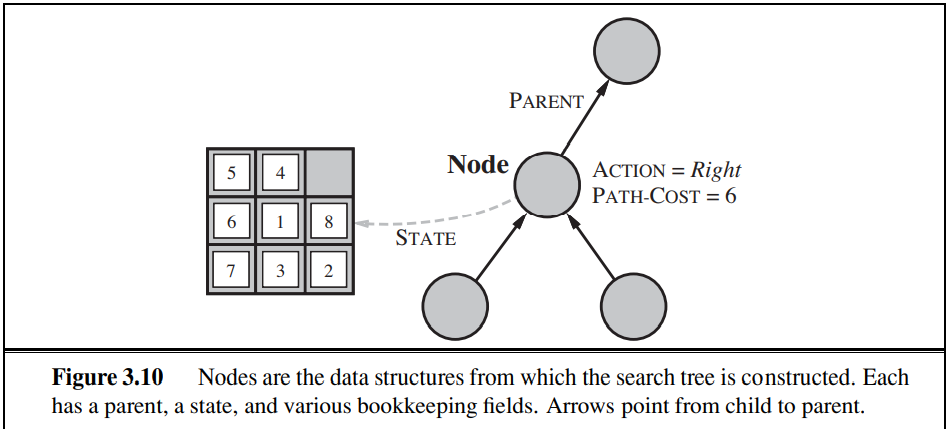 PARENT
Node
ACTION = Right
PATH-COST = 6
5 4
6 1 8
STATE
7 3 2
Figure 3.10 Nodes are the data structures from which the search tree is constructed. Each
has a parent, a state, and various bookkeeping fields. Arrows point from child to parent.